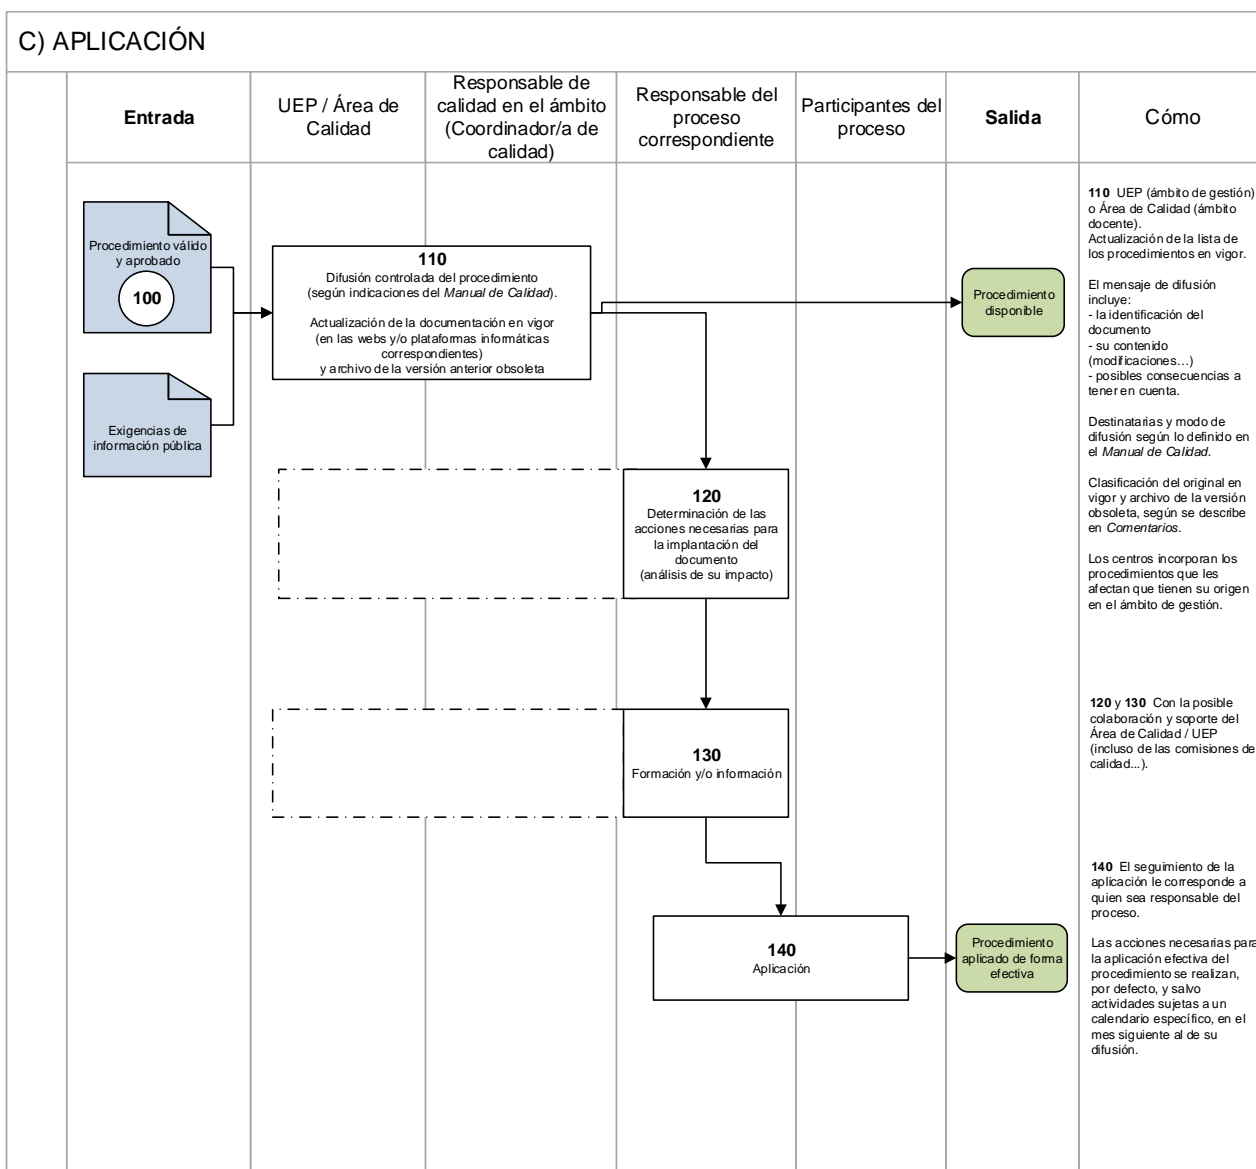 C) APLICACIÓN
Entrada
UEP / Área de
Calidad
Responsable de
calidad en el ámbito
(Coordinador/a de
calidad)
Responsable del
proceso
correspondiente
Participantes del
proceso
Salida
Cómo
Procedimiento válido
y aprobado
100
Exigencias de
información pública
110
Difusión controlada del procedimiento
(según indicaciones del Manual de Calidad).
Actualización de la documentación en vigor
(en las webs y/o plataformas informáticas
correspondientes)
y archivo de la versión anterior obsoleta
Procedimiento
disponible
120
Determinación de las
acciones necesarias para
la implantación del
documento
(análisis de su impacto)
130
Formación y/o información
140
Aplicación
Procedimiento
aplicado de forma
efectiva
110 UEP (ámbito de gestión)
o Área de Calidad (ámbito
docente).
Actualización de la lista de
los procedimientos en vigor.
El mensaje de difusión
incluye:
- la identificación del
documento
- su contenido
(modificaciones...)
- posibles consecuencias a
tener en cuenta.
Destinatarias y modo de
difusión según lo definido en
el Manual de Calidad.
Clasificación del original en
vigor y archivo de la versión
obsoleta, según se describe
en Comentarios.
Los centros incorporan los
procedimientos que les
afectan que tienen su origen
en el ámbito de gestión.
120 y 130 Con la posible
colaboración y soporte del
Área de Calidad / UEP
(incluso de las comisiones de
calidad...).
140 El seguimiento de la
aplicación le corresponde a
quien sea responsable del
proceso.
Las acciones necesarias para
la aplicación efectiva del
procedimiento se realizan,
por defecto, y salvo
actividades sujetas a un
calendario específico, en el
mes siguiente al de su
difusión.